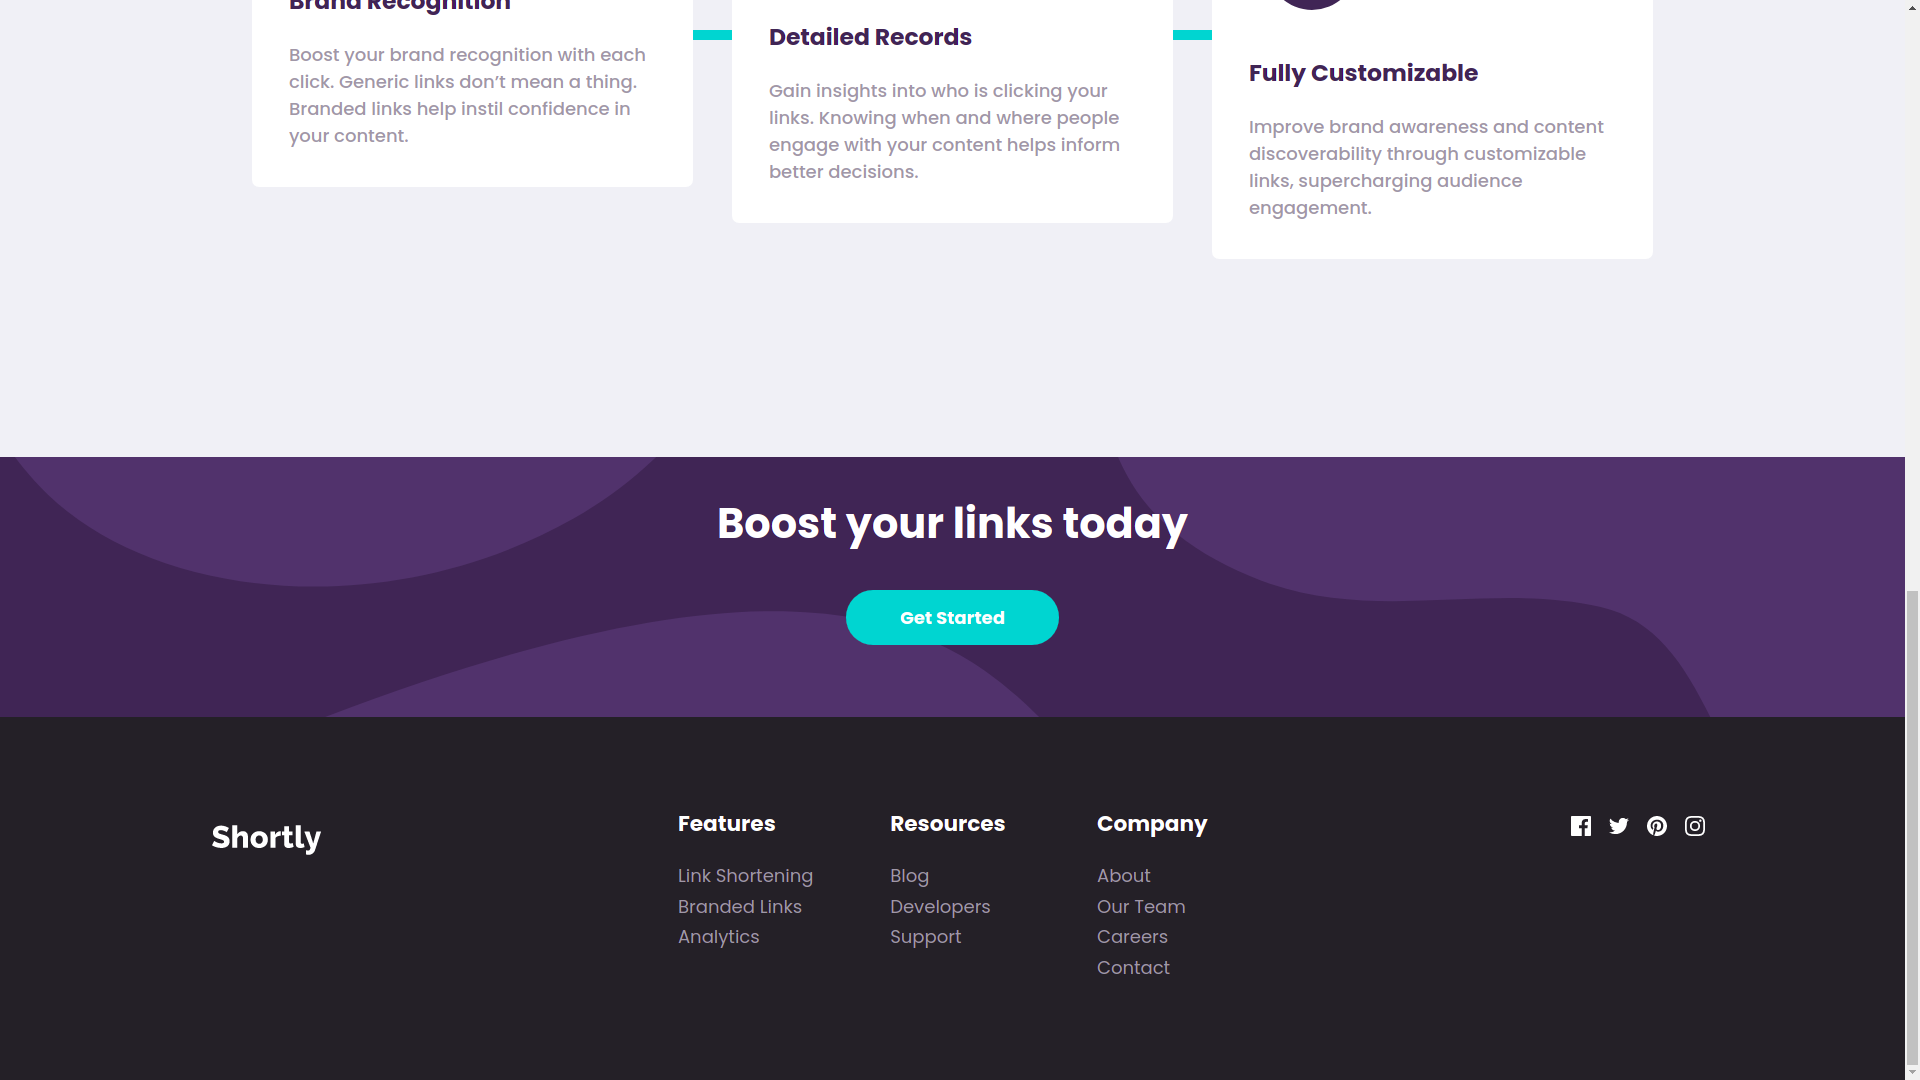 Brand Recognition
Boost your brand recognition with each
click. Generic links don’t mean a thing.
Branded links help instil confidence in
your content.
Detailed Records
Gain insights into who is clicking your
links. Knowing when and where people
engage with your content helps inform
better decisions.
Fully Customizable
Improve brand awareness and content
discoverability through customizable
links, supercharging audience
engagement.
Boost your links today
Get Started
Shortly
Features
Link Shortening
Branded Links
Analytics
Resources
Blog
Developers
Support
Company
About
Our Team
Careers
Contact